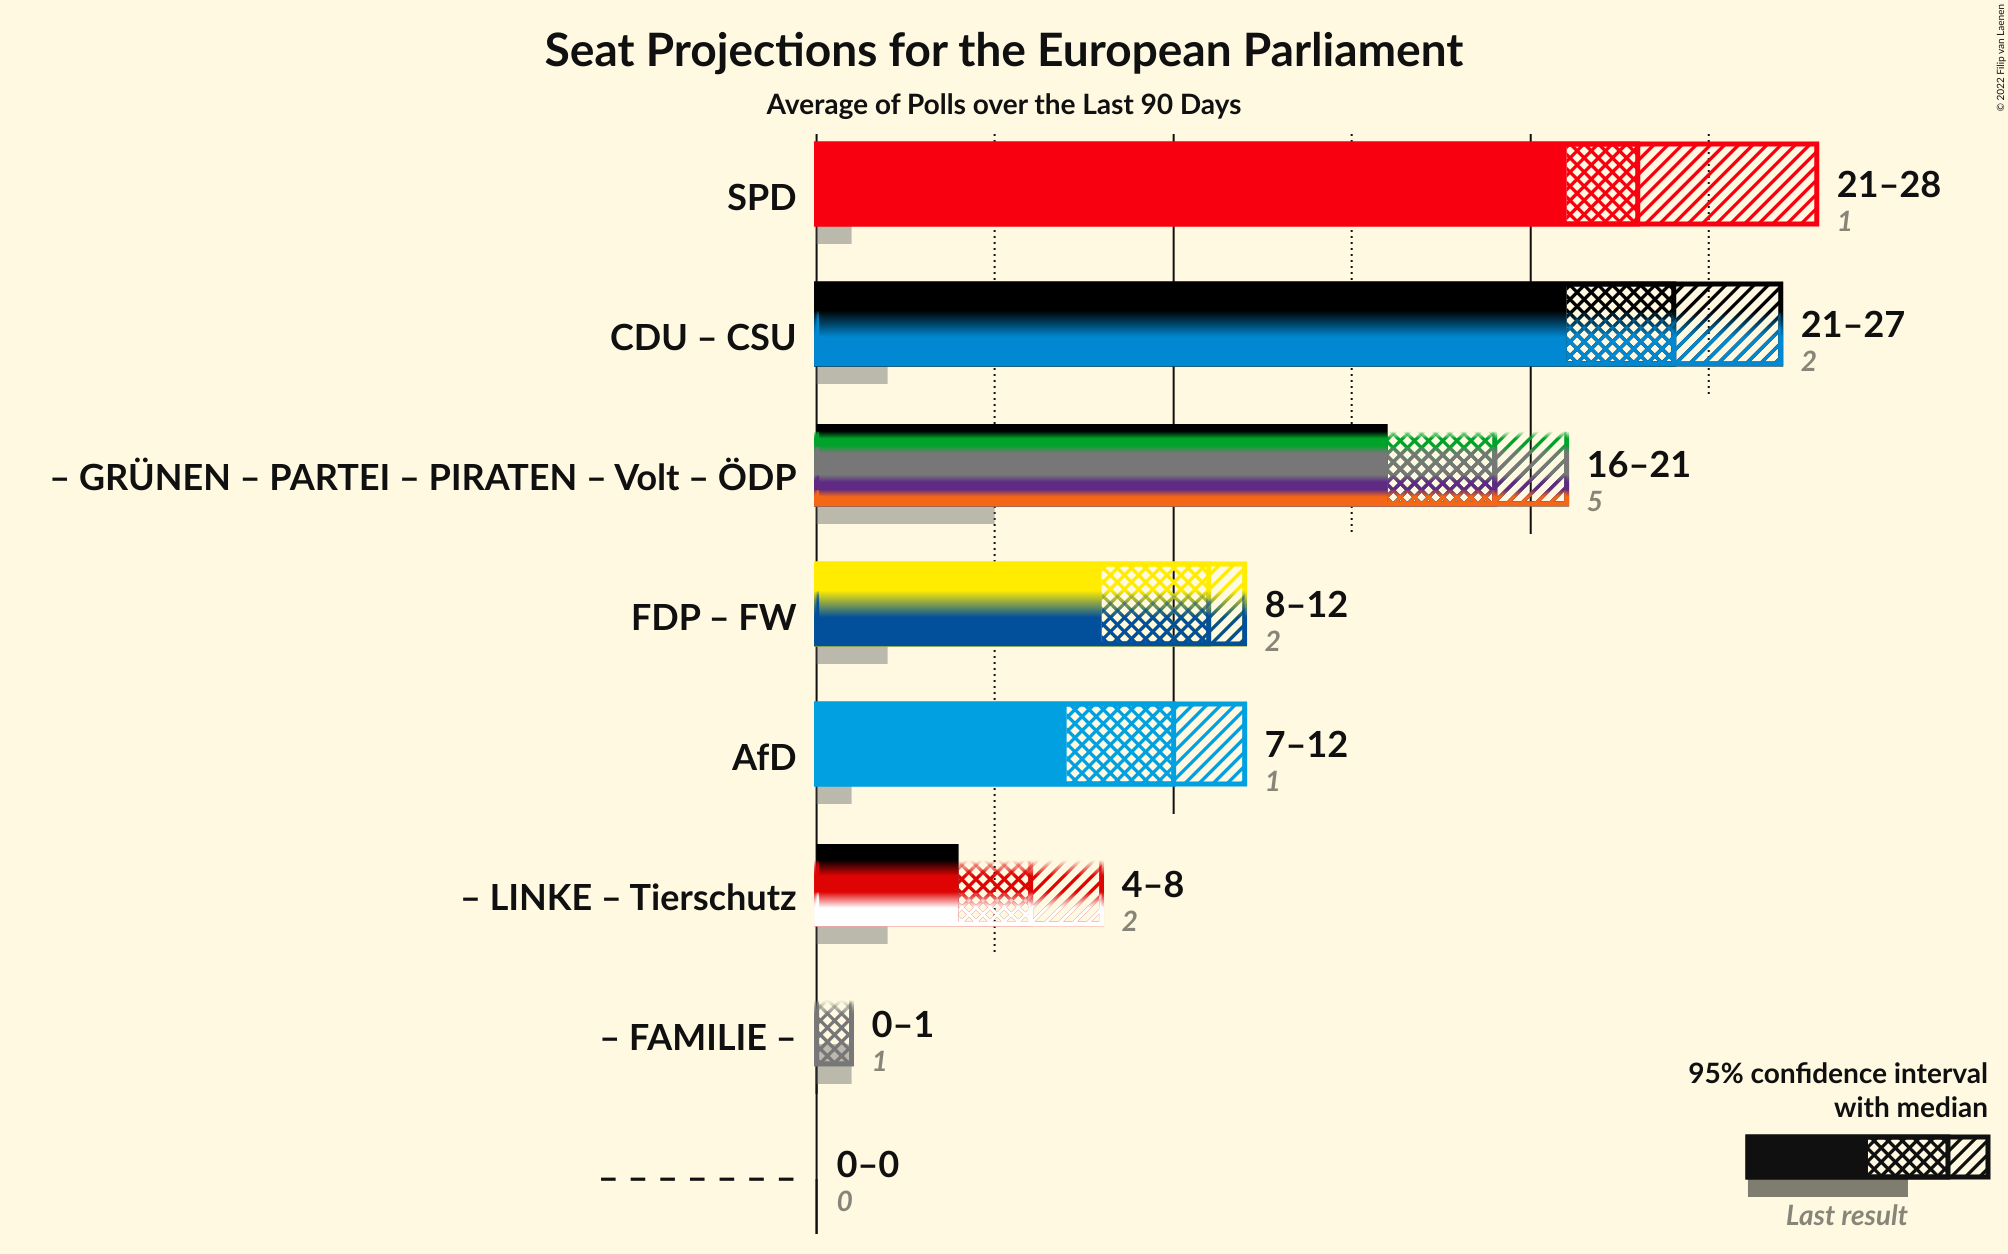 Seat Projections for the European Parliament
Average of Polls over the Last 90 Days
© 2022 Filip van Laenen
SPD
21–28
1
CDU – CSU
21–27
2
– GRÜNEN – PARTEI – PIRATEN – Volt – ÖDP
16–21
5
FDP – FW
8–12
2
AfD
7–12
1
– LINKE – Tierschutz
4–8
2
– FAMILIE –
0–1
1
– – – – – – –
0–0
0
95% confidence interval
with median
Last result